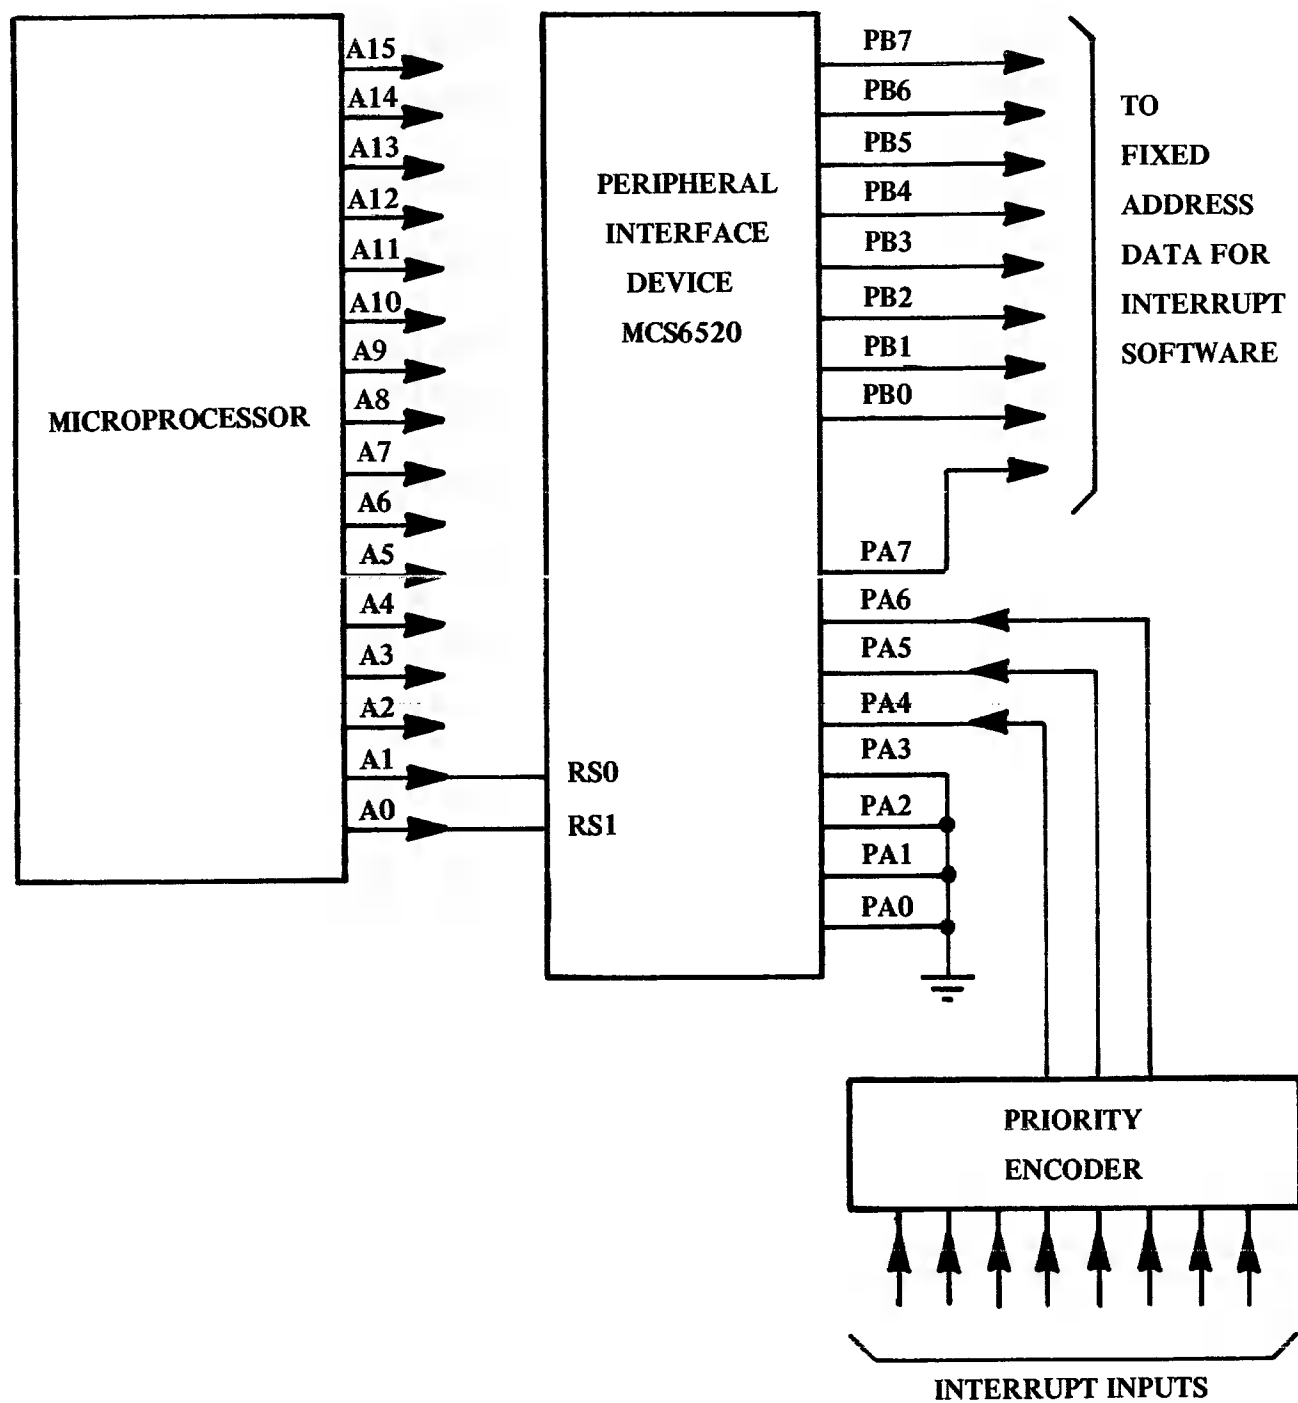 A15
A14
A13
A12
A11
A10
A9
A8
A7
A6
A5
A4
A3
A2
A1
A0
MICROPROCESSOR
PERIPHERAL
INTERFACE
DEVICE
MCS6520
RS0
RS1
PB7
PB6
PB5
PB4
PB3
PB2
PB1
PB0
PA7
PA6
PA5
PA4
PA3
PA2
PA1
PA0
TO
FIXED
ADDRESS
DATA FOR
INTERRUPT
SOFTWARE
PRIORITY
ENCODER
INTERRUPT INPUTS